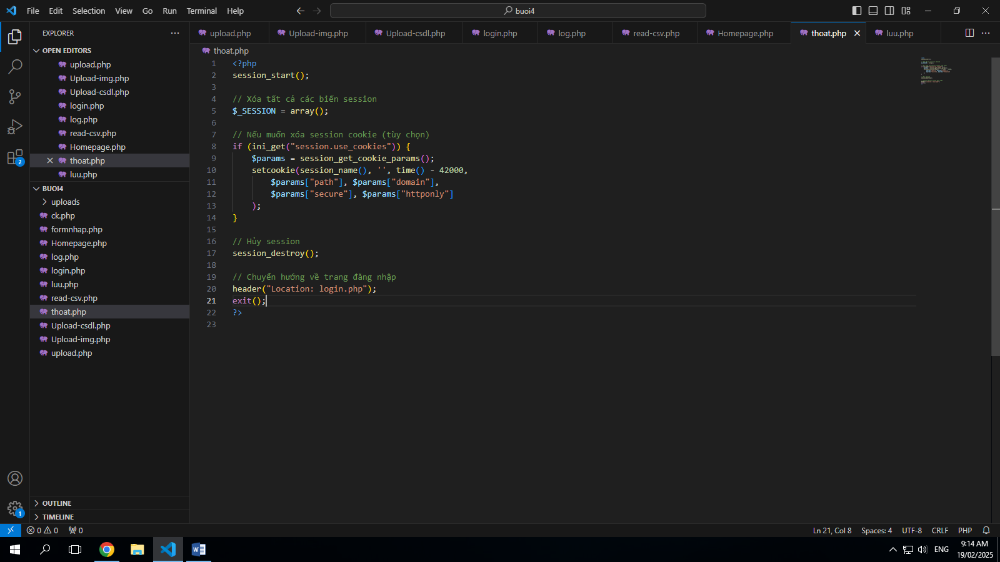 File Edit Selection View Go Run Terminal Help
buoi4
EXPLORER
OPEN EDITORS
upload.php
Upload-img.php
Upload-csdl.php
login.php
log.php
read-csv.php
Homepage.php
thoat.php
luu.php
BUOI4
uploads
ck.php
formnhap.php
Homepage.php
log.php
login.php
luu.php
read-csv.php
thoat.php
Upload-csdl.php
Upload-img.php
upload.php
OUTLINE
TIMELINE
upload.php Upload-img.php Upload-csdl.php login.php log.php read-csv.php Homepage.php thoat.php luu.php
thoat.php
1 <?php
2 session_start();
3
4 // Xóa tất cả các biến session
5 $_SESSION = array();
6
7 // Nếu muốn xóa session cookie (tùy chọn)
8 if (ini_get("session.use_cookies")) {
9 $params = session_get_cookie_params();
10 setcookie(session_name(), '', time() - 42000,
11 $params["path"], $params["domain"],
12 $params["secure"], $params["httponly"]
13 );
14 }
15
16 // Hủy session
17 session_destroy();
18
19 // Chuyển hướng về trang đăng nhập
20 header("Location: login.php");
21 exit();
22 ?>
23
2
1
0 0 0
Ln 21, Col 8 Spaces: 4 UTF-8 CRLF PHP
ENG
9:14 AM
19/02/2025